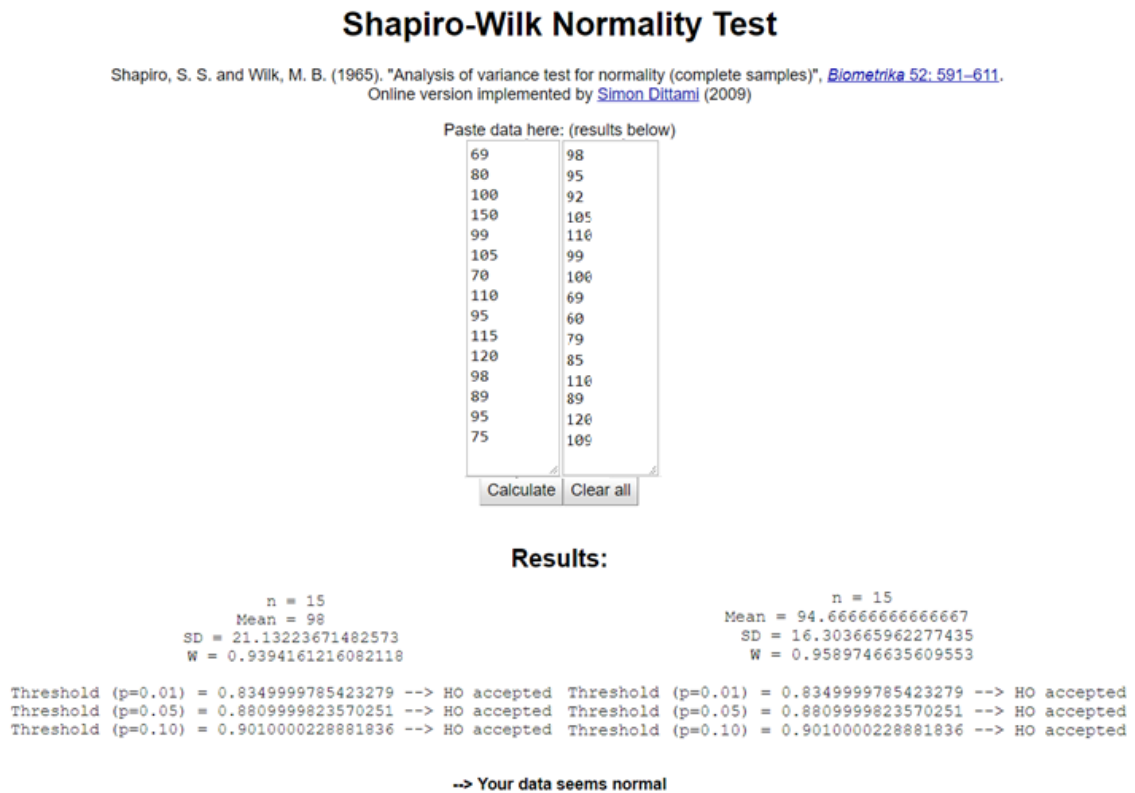 Shapiro-Wilk Normality Test
Shapiro, S. S. and Wilk, M. B. (1965). "Analysis of variance test for normality (complete samples)", Biometrika 52: 591–611.
Online version implemented by Simon Dittami (2009)
Paste data here: (results below)
69
80
100
150
99
105
70
110
95
115
120
98
89
95
75
98
95
92
105
110
99
100
69
60
79
85
110
89
120
109
Calculate Clear all
Results:
n = 15
Mean = 98
SD = 21.13223671482573
W = 0.9394161216082118
Threshold (p=0.01) = 0.8349999785423279 --> HO accepted
Threshold (p=0.05) = 0.8809999823570251 --> HO accepted
Threshold (p=0.10) = 0.9010000228881836 --> HO accepted
n = 15
Mean = 94.66666666666667
SD = 16.303665962277435
W = 0.9589746635609553
Threshold (p=0.01) = 0.8349999785423279 --> HO accepted
Threshold (p=0.05) = 0.8809999823570251 --> HO accepted
Threshold (p=0.10) = 0.9010000228881836 --> HO accepted
--> Your data seems normal